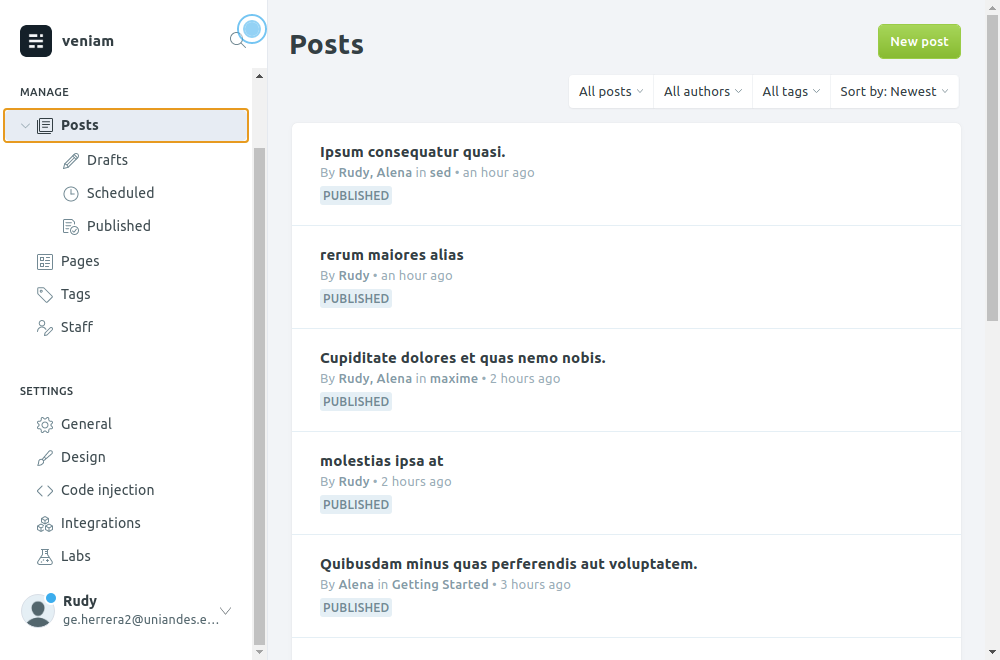 veniam
MANAGE
Posts
Drafts
Scheduled
Published
Pages
Tags
Staff
SETTINGS
General
Design
Code injection
Integrations
Labs
Rudy
ge.herrera2@uniandes.e...
Posts
New post
All posts
All authors
All tags
Sort by: Newest
Ipsum consequatur quasi.
By Rudy, Alena in sed • an hour ago
PUBLISHED
rerum maiores alias
By Rudy • an hour ago
PUBLISHED
Cupiditate dolores et quas nemo nobis.
By Rudy, Alena in maxime • 2 hours ago
PUBLISHED
molestias ipsa at
By Rudy • 2 hours ago
PUBLISHED
Quibusdam minus quas perferendis aut voluptatem.
By Alena in Getting Started • 3 hours ago
PUBLISHED